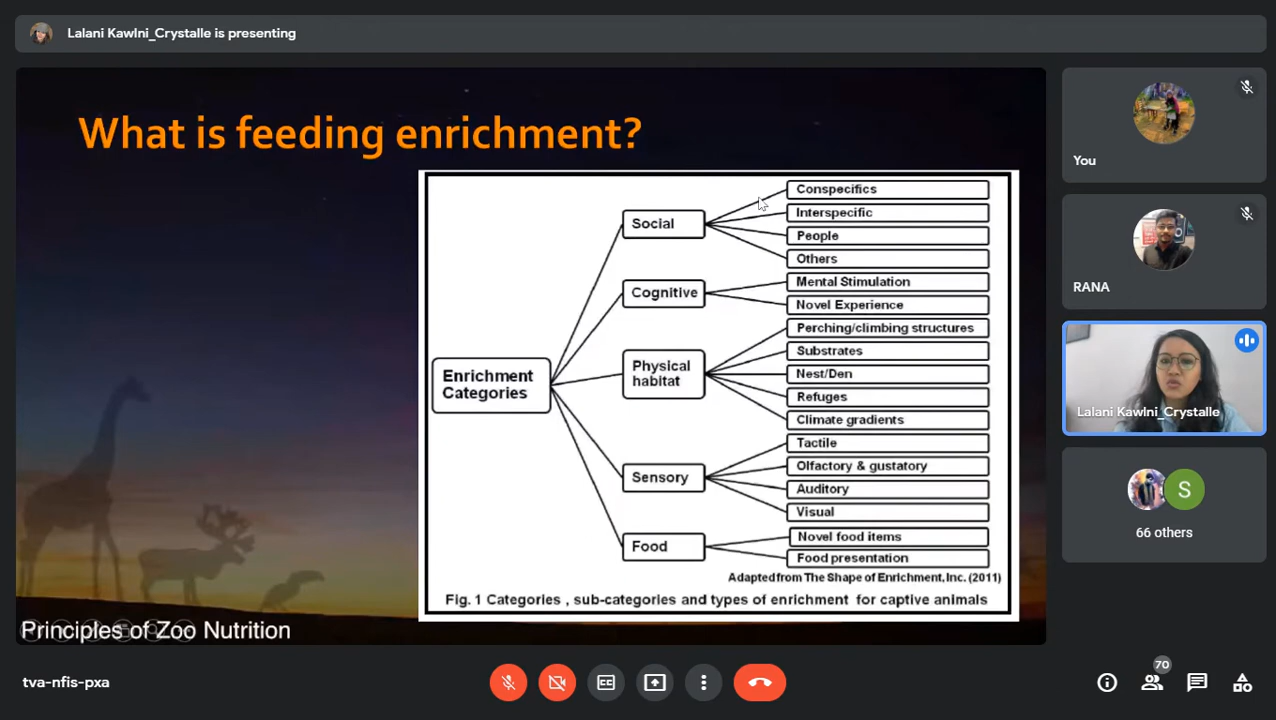 Lalani Kawlni_Crystalle is presenting
What is feeding enrichment?
Enrichment
Categories
Social
Conspecifics
Interspecific
People
Others
Cognitive
Mental Stimulation
Novel Experience
Physical
habitat
Perching/climbing structures
Substrates
Nest/Den
Refuges
Climate gradients
Sensory
Tactile
Olfactory & gustatory
Auditory
Visual
Food
Novel food items
Food presentation
Adapted from The Shape of Enrichment, Inc. (2011)
Fig. 1 Categories , sub-categories and types of enrichment for captive animals
Principles of Zoo Nutrition
You
RANA
Lalani Kawlni_Crystalle
S
66 others
tva-nfis-pxa
CC
70